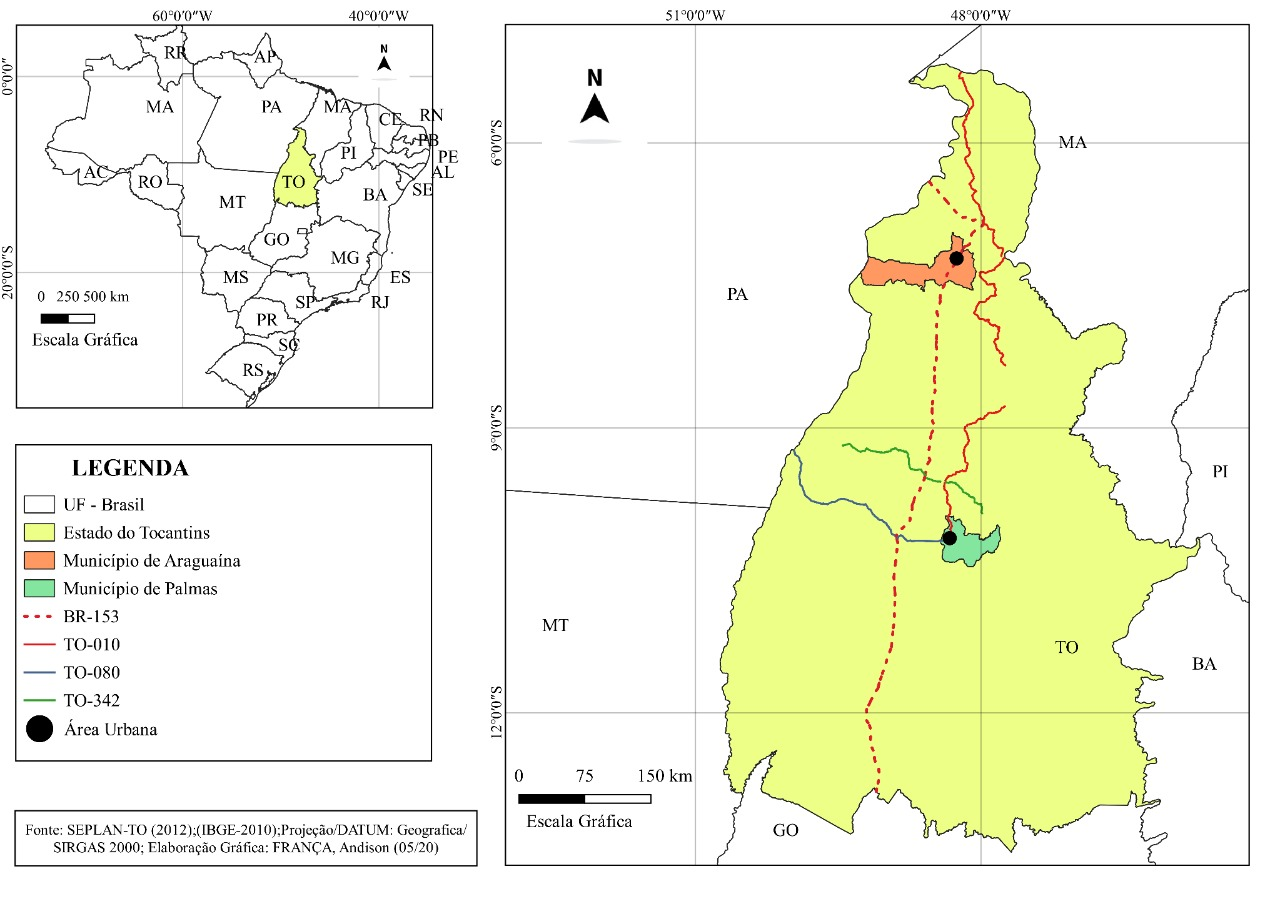 60°0'0"W 40°0'0"W
0°0'0"
20°0'0"S
N
RR
AP
MA
PA
MA
CE
RN
PB
PI
PE
AC
AL
RO
TO
SE
MT
BA
GO
MG
MS
ES
SP
RJ
PR
SC
RS
0 250 500 km
Escala Gráfica
LEGENDA
UF - Brasil
Estado do Tocantins
Município de Araguaína
Município de Palmas
BR-153
TO-010
TO-080
TO-342
Área Urbana
Fonte: SEPLAN-TO (2012);(IBGE-2010);Projeção/DATUM: Geografica/
SIRGAS 2000; Elaboração Gráfica: FRANÇA, Andison (05/20)
51°0'0"W 48°0'0"W
N
6°0'0"S
MA
PA
9°0'0"S
PI
MT
TO
BA
12°0'0"S
0 75 150 km
Escala Gráfica
GO